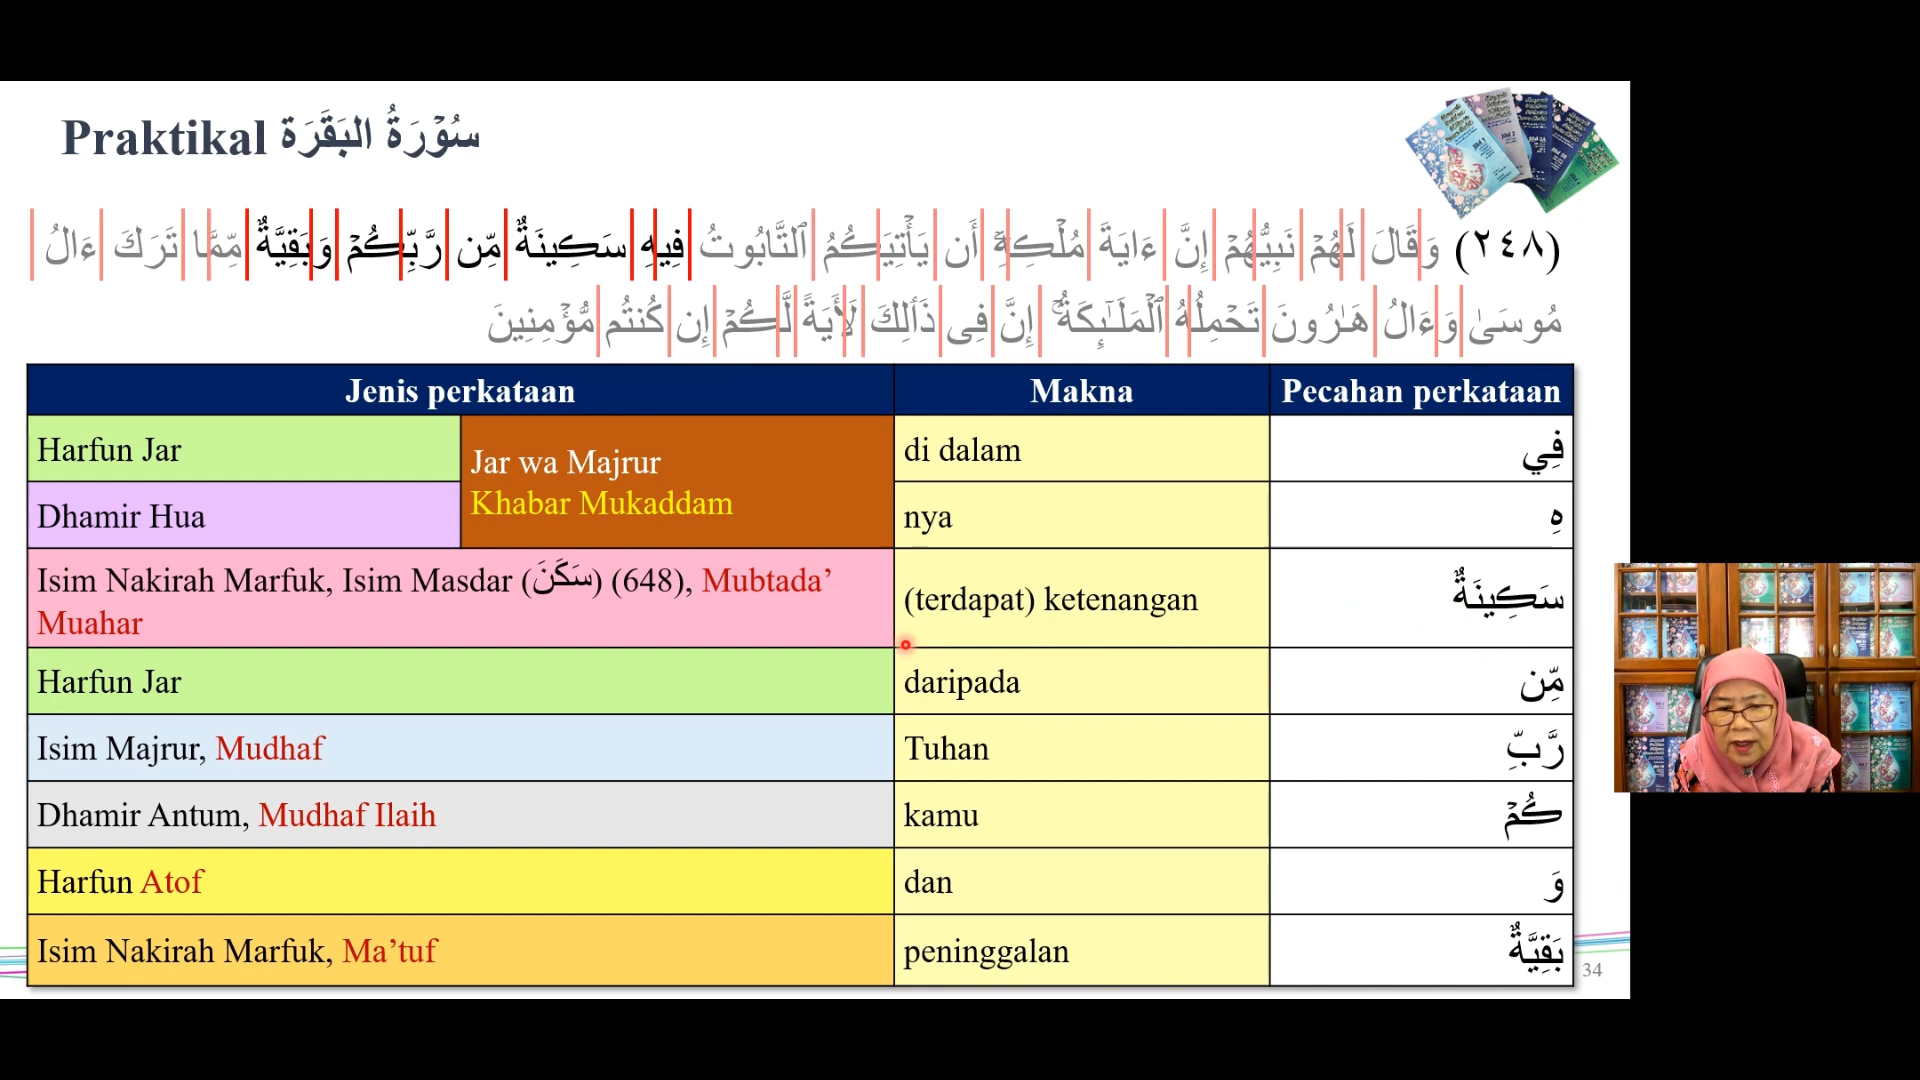 Praktikal سُوْرَةُ البَقَرَة
(٢٤٨) وَقَالَ لَهُمْ نَبِيُّهُمْ إِنَّ ءَايَةَ مُلْكِهِۦٓ أَن يَأْتِيَكُمُ ٱلتَّابُوتُ فِيهِ سَكِينَةٌ مِّن رَّبِّكُمْ وَبَقِيَّةٌ مِّمَّا تَرَكَ ءَالُ
مُوسَىٰ وَءَالُ هَٰرُونَ تَحْمِلُهُ ٱلْمَلَٰٓئِكَةُ ۚ إِنَّ فِى ذَٰلِكَ لَأَيَةً لَّكُمْ إِن كُنتُم مُّؤْمِنِينَ
Jenis perkataan Makna Pecahan perkataan
Harfun Jar di dalam فِي
Jar wa Majrur
Khabar Mukaddam
Dhamir Hua nya هِ
Isim Nakirah Marfuk, Isim Masdar (سَكَنَ) (648), Mubtada’
Muahar (terdapat) ketenangan سَكِينَةٌ
Harfun Jar daripada مِّن
Isim Majrur, Mudhaf Tuhan رَّبِّ
Dhamir Antum, Mudhaf Ilaih kamu كُمْ
Harfun Atof dan وَ
Isim Nakirah Marfuk, Ma’tuf peninggalan بَقِيَّةٌ
34